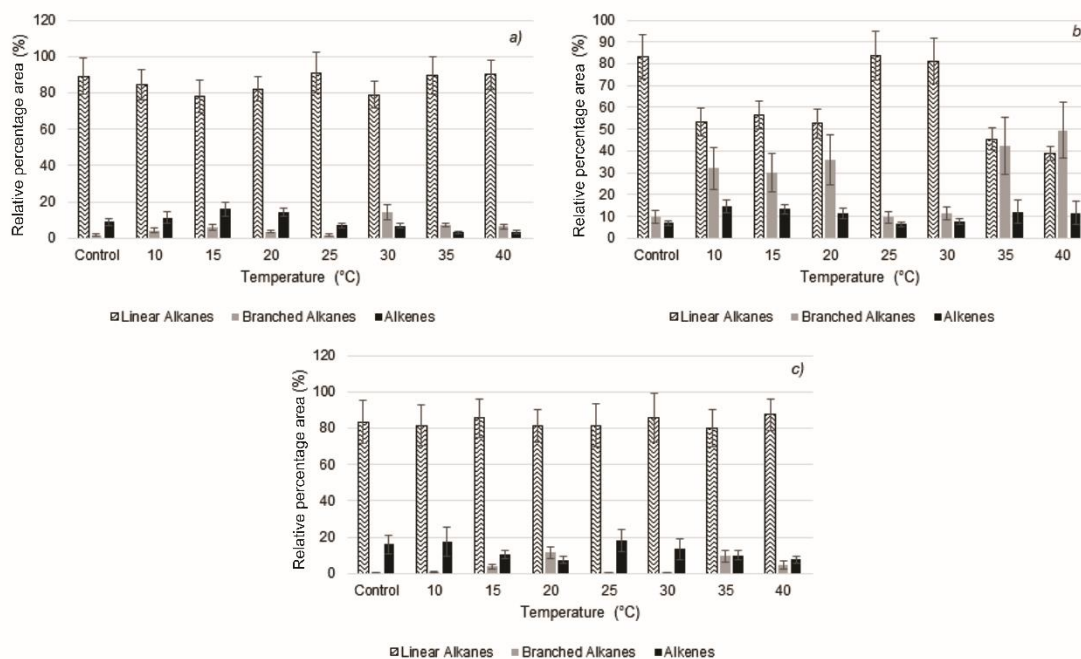 120
100
80
60
40
20
0
Relative percentage area (%)
a)
Control 10 15 20 25 30 35 40
Temperature (°C)
Linear Alkanes Branched Alkanes Alkenes
100
90
80
70
60
50
40
30
20
10
0
Relative percentage area (%)
b)
Control 10 15 20 25 30 35 40
Temperature (°C)
Linear Alkanes Branched Alkanes Alkenes
120
100
80
60
40
20
0
Relative percentage area (%)
c)
Control 10 15 20 25 30 35 40
Temperature (°C)
Linear Alkanes Branched Alkanes Alkenes